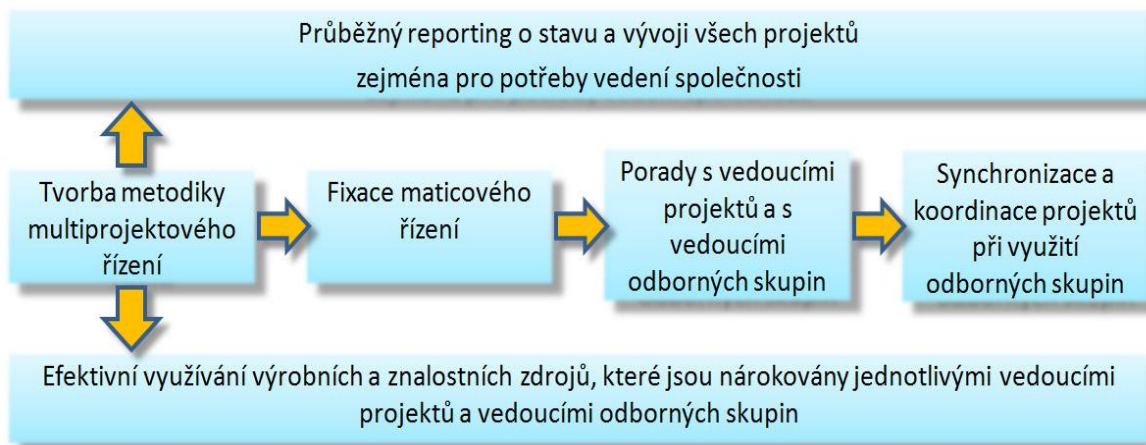 Průběžný reporting o stavu a vývoji všech projektů
zejména pro potřeby vedení společnosti
Tvorba metodiky
multiprojektového
řízení
Fixace maticového
řízení
Porady s vedoucími
projektů a s
vedoucími
odborných skupin
Synchronizace a
koordinace projektů
při využití
odborných skupin
Efektivní využívání výrobních a znalostních zdrojů, které jsou nárokovány jednotlivými vedoucími
projektů a vedoucími odborných skupin